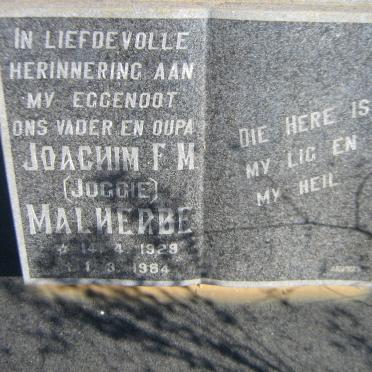 IN LIEFDEVOLLE
HERINNERING AAN
MY EGGENOOT
ONS VADER EN OUPA
JOACHIM F M
(JOGGIE)
MALHERBE
* 14. 4. 1929
† 1. 3. 1984
DIE HERE IS
MY LIG EN
MY HEIL